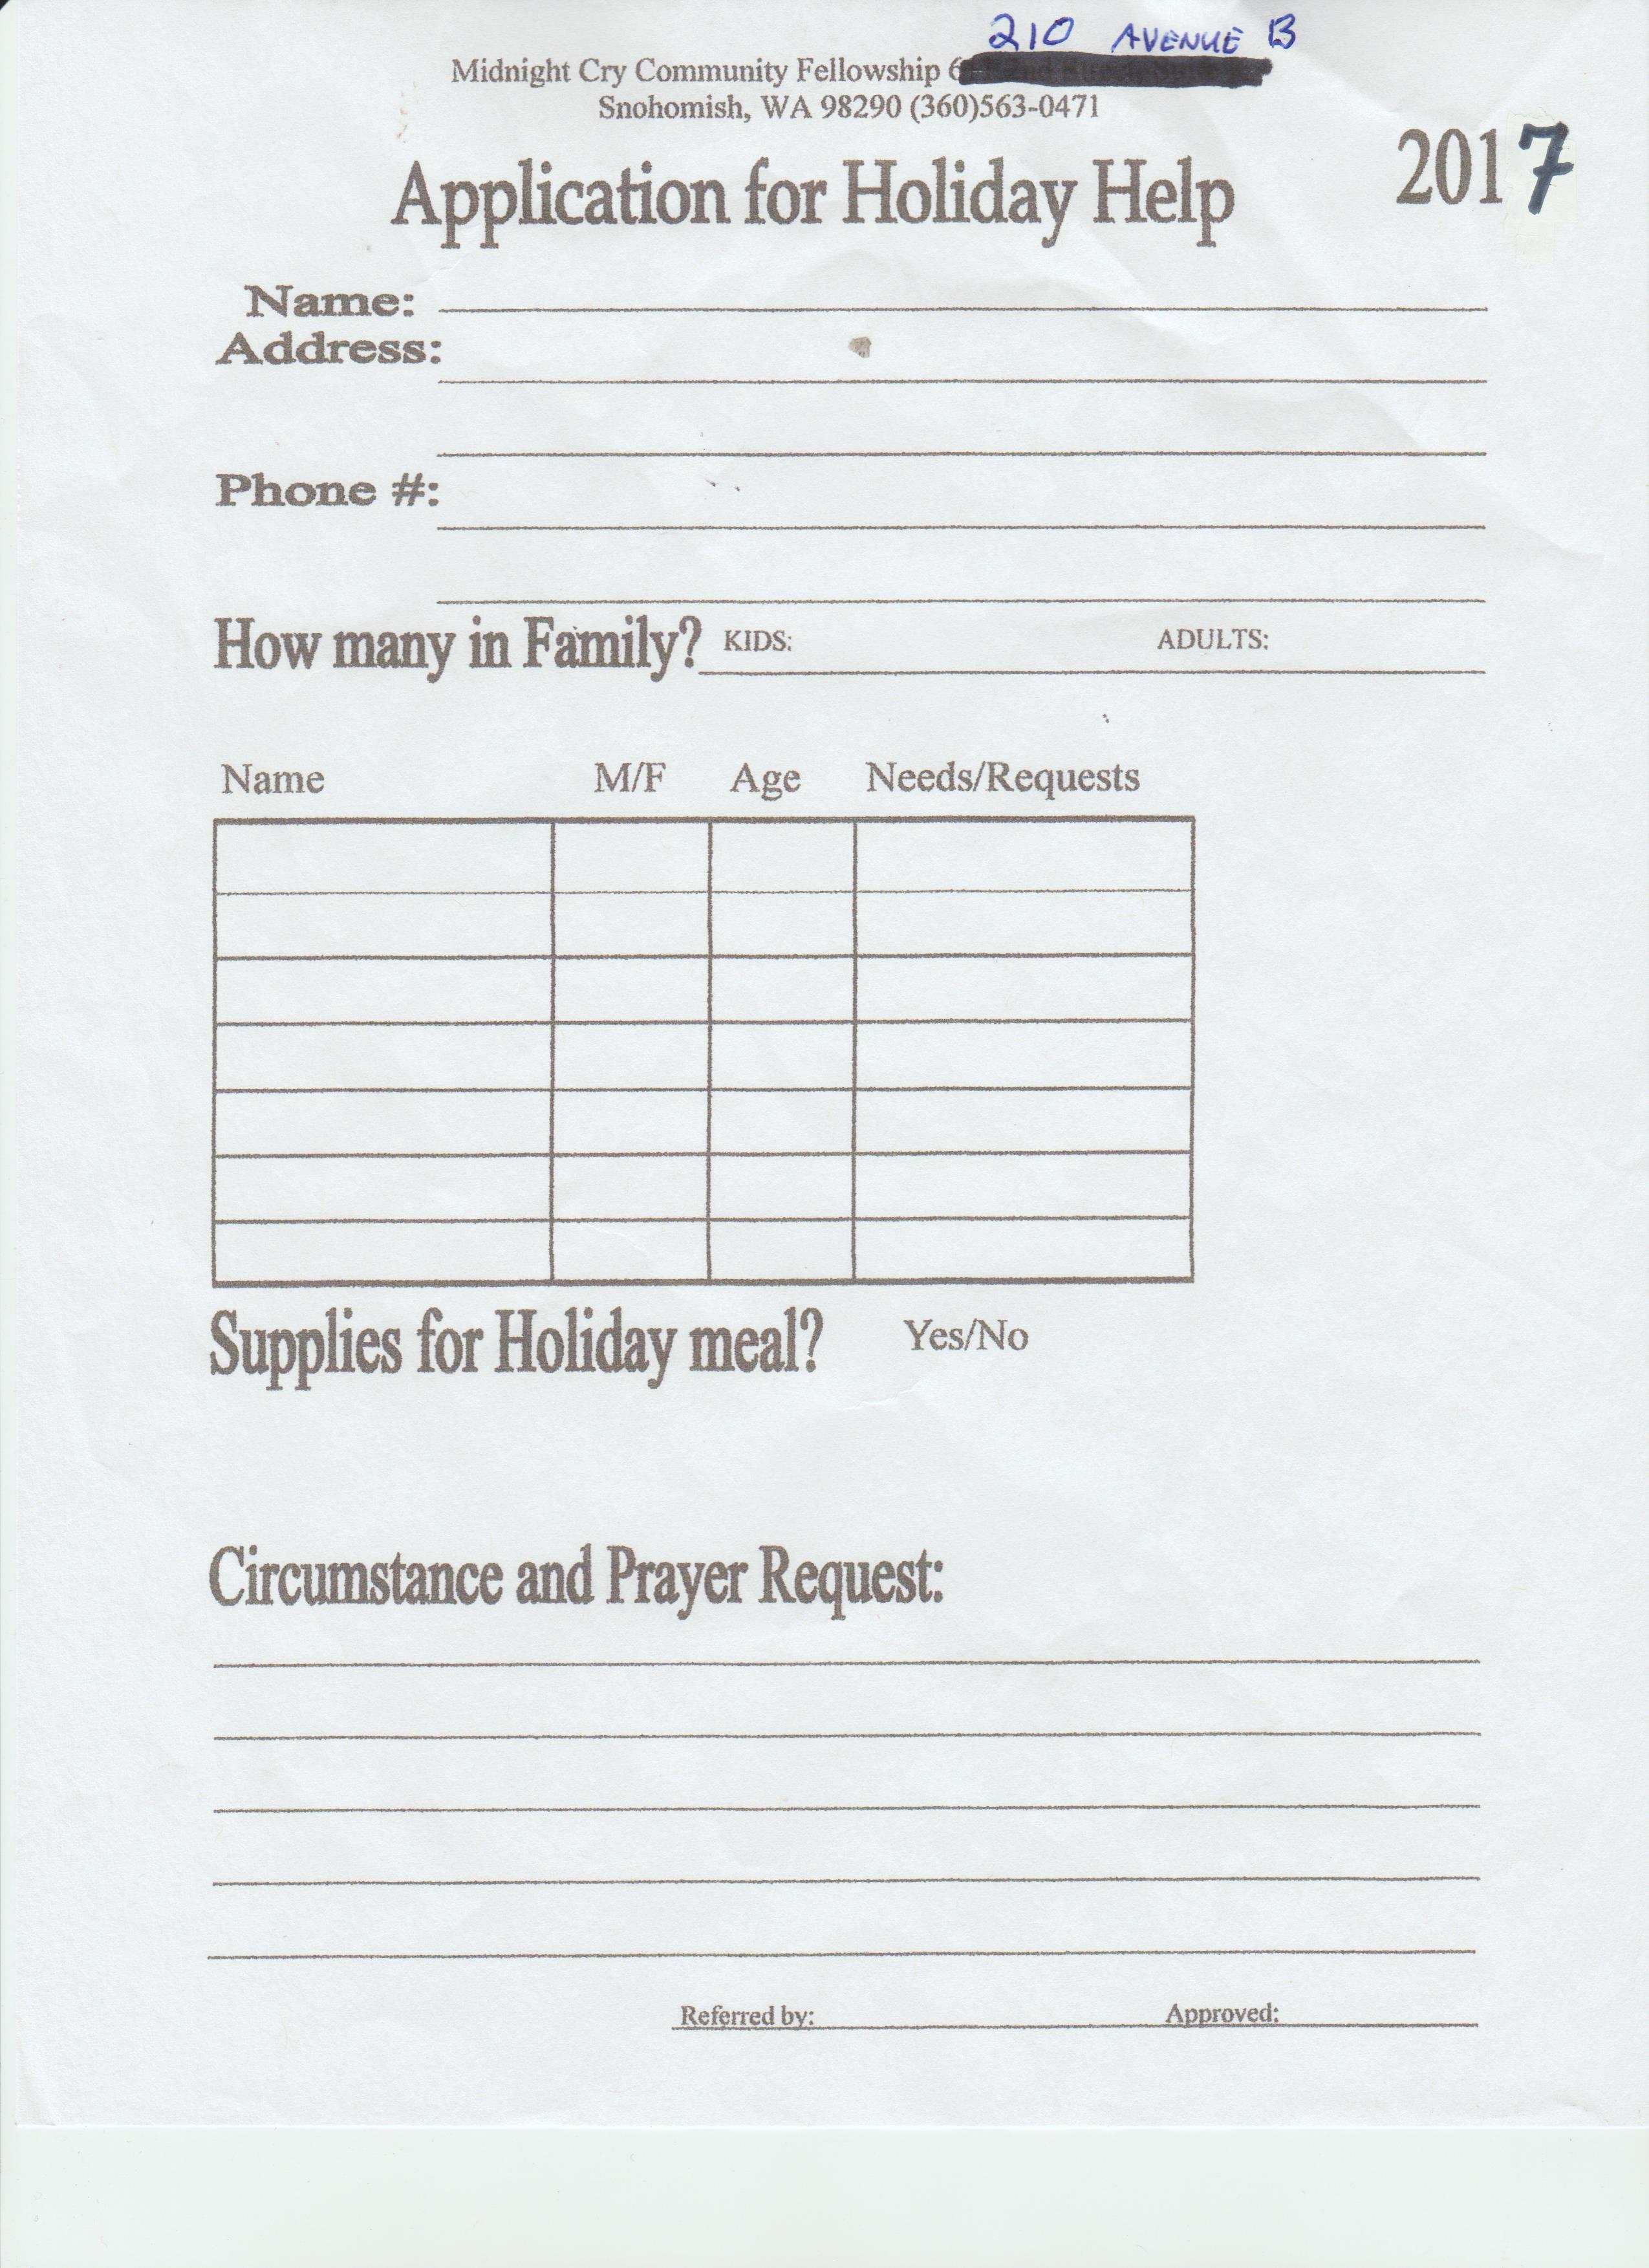 210 AVENUE B
Midnight Cry Community Fellowship 6
Snohomish, WA 98290 (360)563-0471
Application for Holiday Help 2017
Name:
Address:
Phone #:
How many in Family? KIDS: ADULTS:
Name M/F Age Needs/Requests
Supplies for Holiday meal? Yes/No
Circumstance and Prayer Request:
Referred by: Approved: